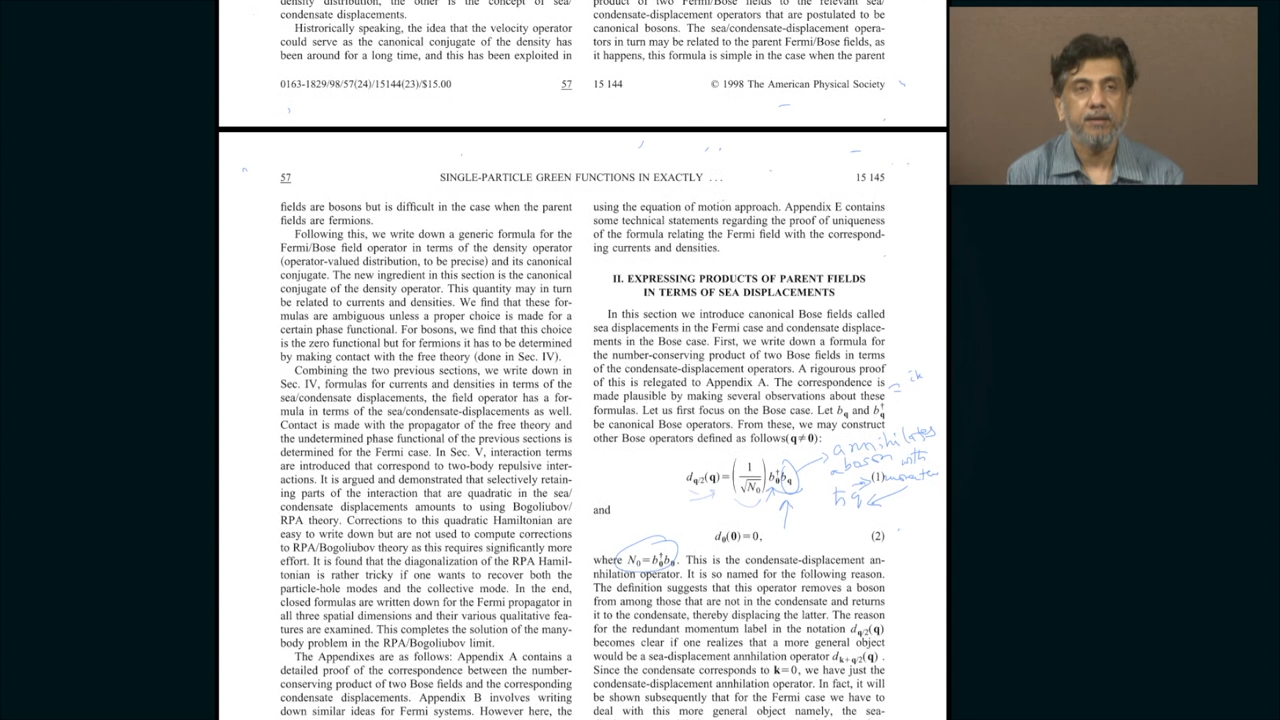 density distribution, the other is the concept of sea/
condensate displacements.
Histrorically speaking, the idea that the velocity operator
could serve as the canonical conjugate of the density has
been around for a long time, and this has been exploited in
0163-1829/98/57(24)/15144(23)/$15.00
57
product of two Fermi/Bose fields to the relevant sea/
condensate-displacement operators that are postulated to be
canonical bosons. The sea/condensate-displacement opera-
tors in turn may be related to the parent Fermi/Bose fields, as
it happens, this formula is simple in the case when the parent
15 144
© 1998 The American Physical Society
57
SINGLE-PARTICLE GREEN FUNCTIONS IN EXACTLY . . .
15 145
fields are bosons but is difficult in the case when the parent
fields are fermions.
Following this, we write down a generic formula for the
Fermi/Bose field operator in terms of the density operator
(operator-valued distribution, to be precise) and its canonical
conjugate. The new ingredient in this section is the canonical
conjugate of the density operator. This quantity may in turn
be related to currents and densities. We find that these for-
mulas are ambiguous unless a proper choice is made for a
certain phase functional. For bosons, we find that this choice
is the zero functional but for fermions it has to be determined
by making contact with the free theory (done in Sec. IV).
Combining the two previous sections, we write down in
Sec. IV, formulas for currents and densities in terms of the
sea/condensate displacements, the field operator has a for-
mula in terms of the sea/condensate-displacements as well.
Contact is made with the propagator of the free theory and
the undetermined phase functional of the previous sections is
determined for the Fermi case. In Sec. V, interaction terms
are introduced that correspond to two-body repulsive inter-
actions. It is argued and demonstrated that selectively retain-
ing parts of the interaction that are quadratic in the sea/
condensate displacements amounts to using Bogoliubov/
RPA theory. Corrections to this quadratic Hamiltonian are
easy to write down but are not used to compute corrections
to RPA/Bogoliubov theory as this requires significantly more
effort. It is found that the diagonalization of the RPA Hamil-
tonian is rather tricky if one wants to recover both the
particle-hole modes and the collective mode. In the end,
closed formulas are written down for the Fermi propagator in
all three spatial dimensions and their various qualitative fea-
tures are examined. This completes the solution of the many-
body problem in the RPA/Bogoliubov limit.
The Appendixes are as follows: Appendix A contains a
detailed proof of the correspondence between the number-
conserving product of two Bose fields and the corresponding
condensate displacements. Appendix B involves writing
down similar ideas for Fermi systems. However here, the
using the equation of motion approach. Appendix E contains
some technical statements regarding the proof of uniqueness
of the formula relating the Fermi field with the correspond-
ing currents and densities.
II. EXPRESSING PRODUCTS OF PARENT FIELDS
IN TERMS OF SEA DISPLACEMENTS
In this section we introduce canonical Bose fields called
sea displacements in the Fermi case and condensate displace-
ments in the Bose case. First, we write down a formula for
the number-conserving product of two Bose fields in terms
of the condensate-displacement operators. A rigourous proof
of this is relegated to Appendix A. The correspondence is
made plausible by making several observations about these
formulas. Let us first focus on the Bose case. Let b_q and b_q^†
be canonical Bose operators. From these, we may construct
other Bose operators defined as follows(q≠0):
d_{q/2}(q)=(1/√N_0) b_0^† b_q (1)
annihilates
a boson with
ħq
and
d_0(0)=0, (2)
where N_0=b_0^†b_0. This is the condensate-displacement an-
nhilation operator. It is so named for the following reason.
The definition suggests that this operator removes a boson
from among those that are not in the condensate and returns
it to the condensate, thereby displacing the latter. The reason
for the redundant momentum label in the notation d_{q/2}(q)
becomes clear if one realizes that a more general object
would be a sea-displacement annhilation operator d_{k+q/2}(q) .
Since the condensate corresponds to k=0, we have just the
condensate-displacement annhilation operator. In fact, it will
be shown subsequently that for the Fermi case we have to
deal with this more general object namely, the sea-